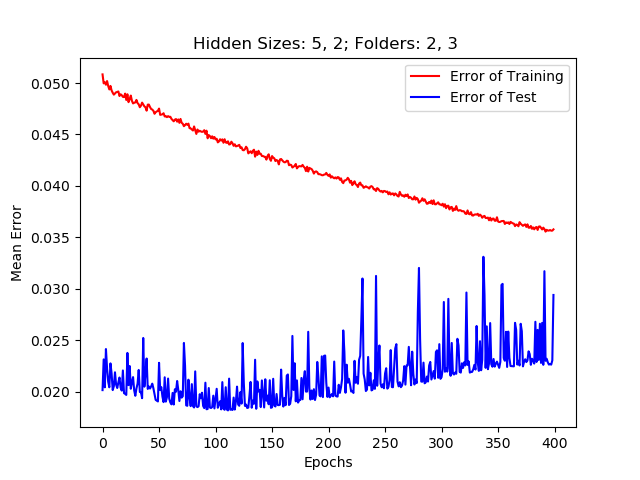 Hidden Sizes: 5, 2; Folders: 2, 3
Error of Training
Error of Test
Mean Error
0.050
0.045
0.040
0.035
0.030
0.025
0.020
0 50 100 150 200 250 300 350 400
Epochs